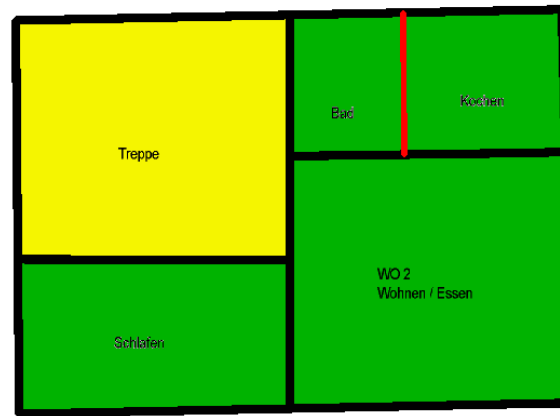 Bad
Kochen
Treppe
WO 2
Wohnen / Essen
Schlafen